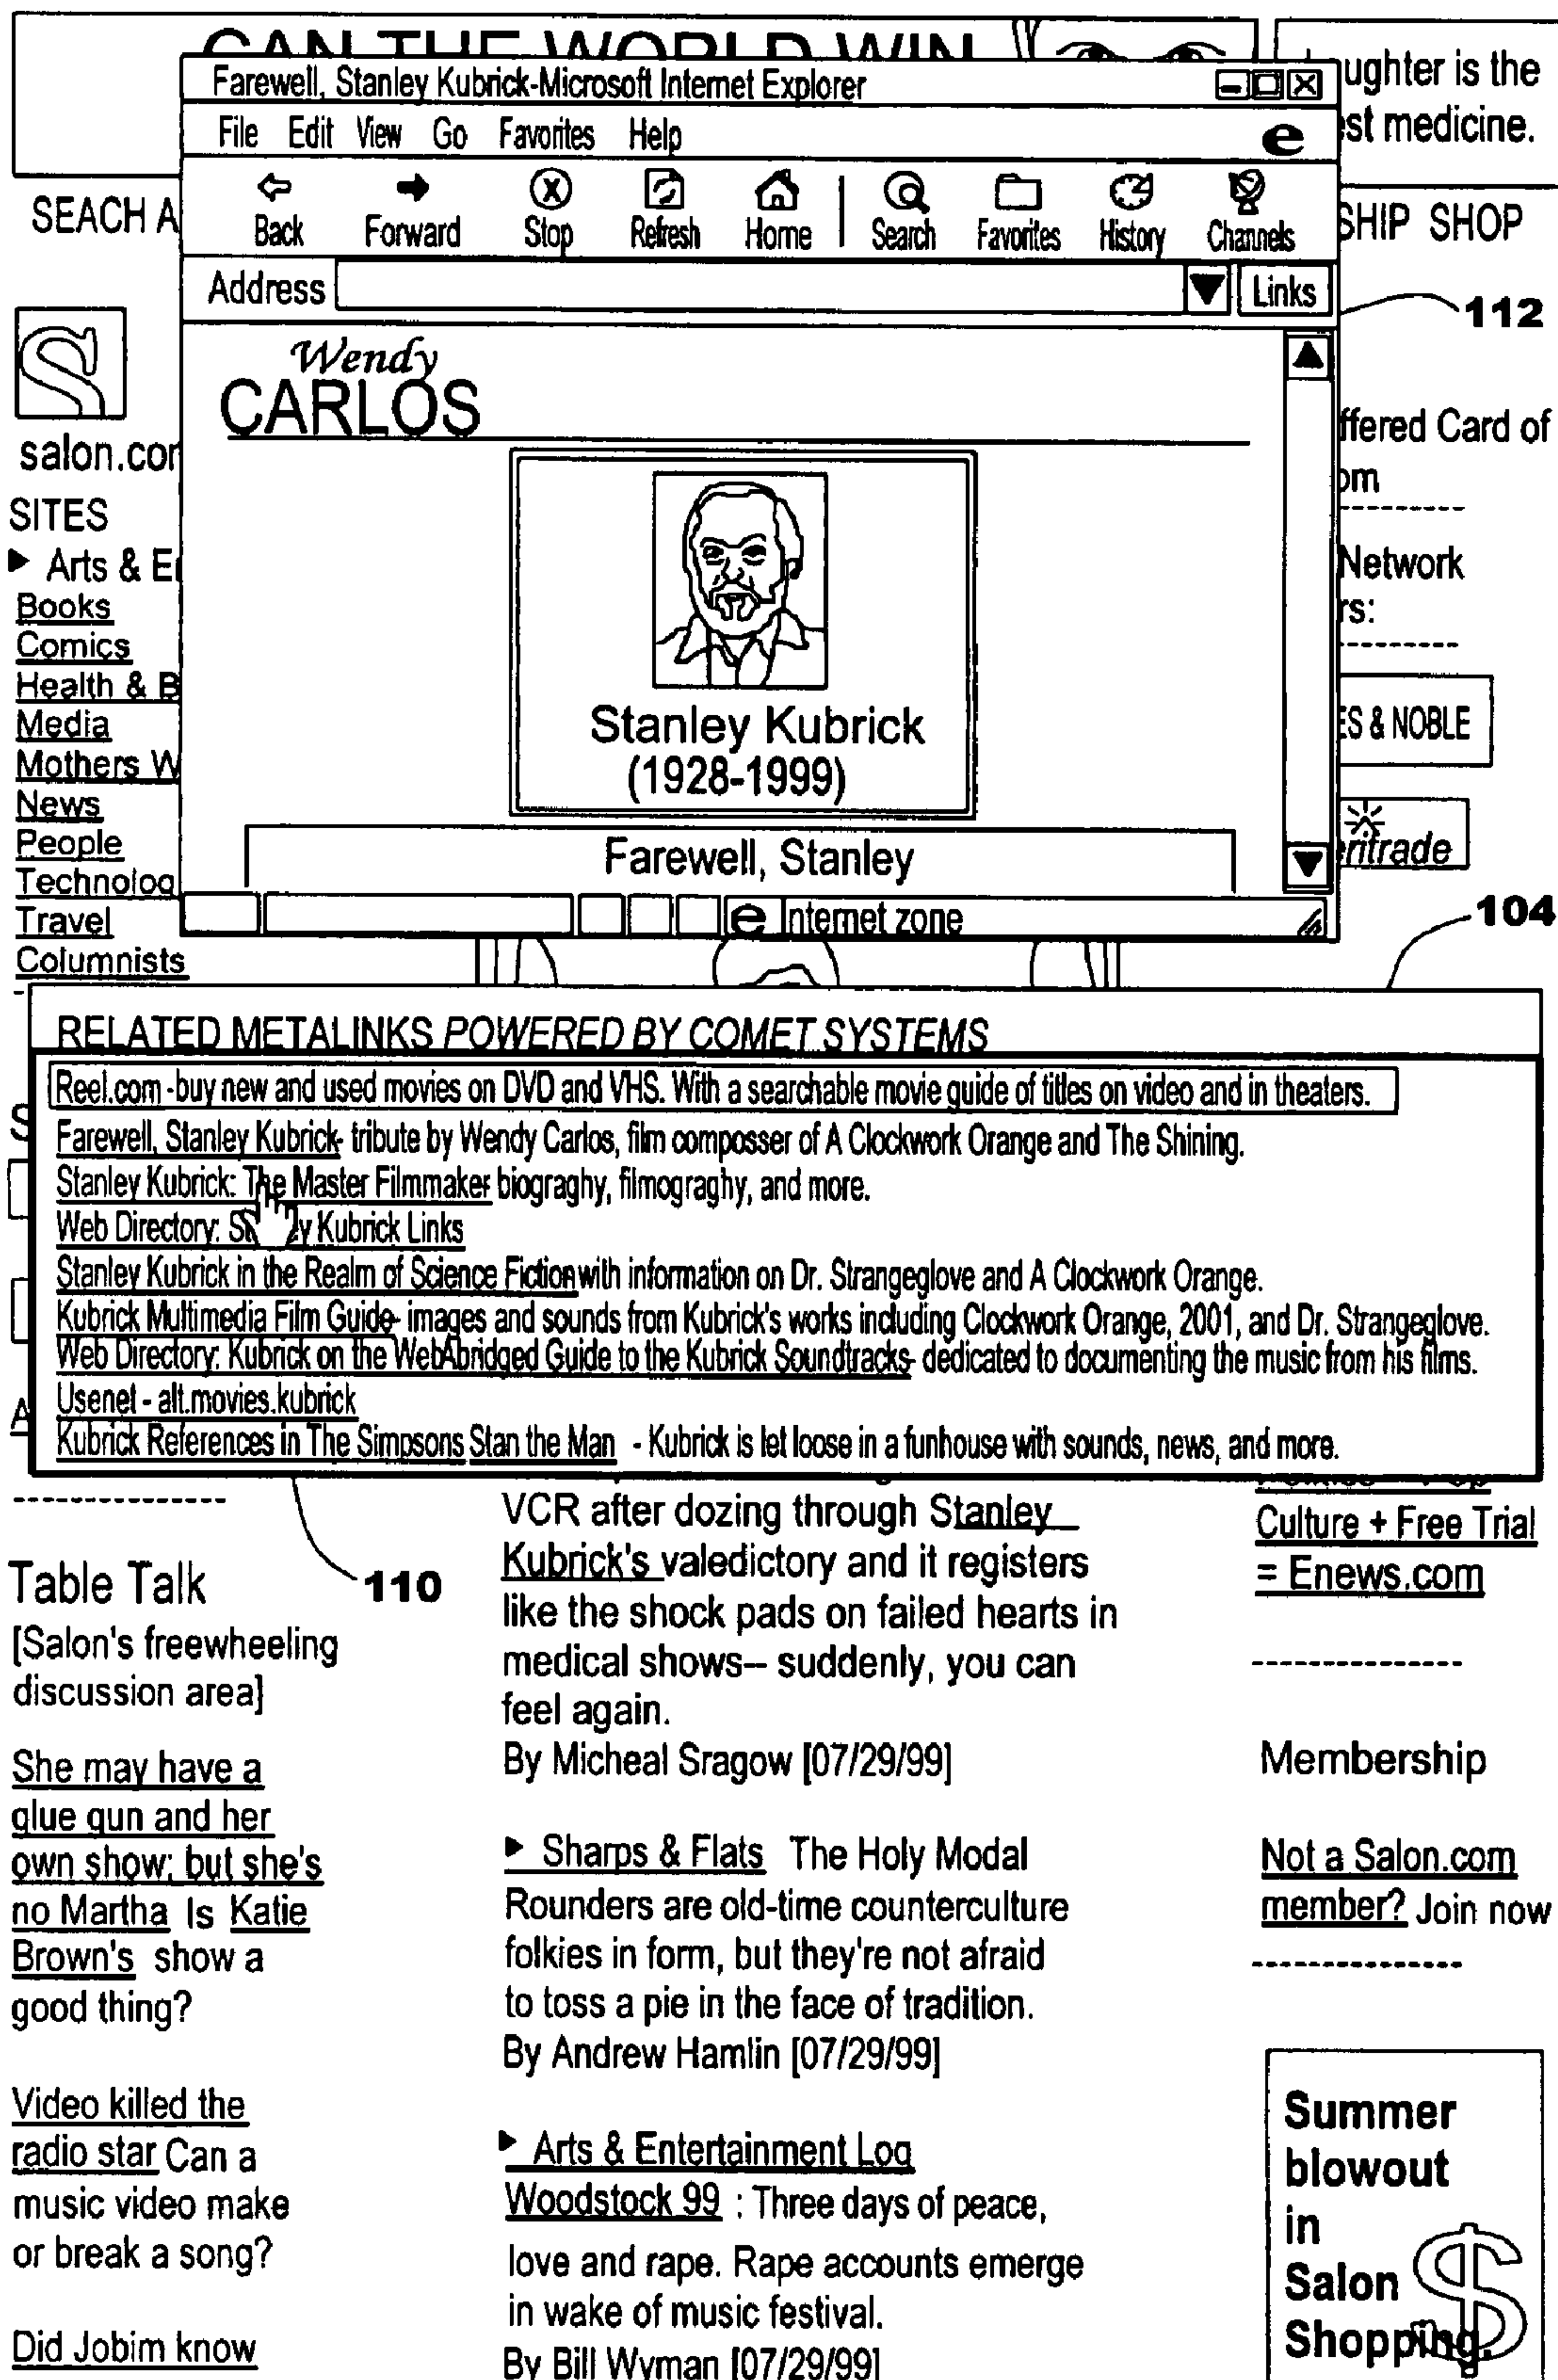 CAN THE WORLD WIN
ughter is the
st medicine.
Farewell, Stanley Kubrick-Microsoft Internet Explorer
File Edit View Go Favorites Help
Back Forward Stop Refresh Home Search Favorites History Channels
SEACH A
SHIP SHOP
Address
Links
112
Wendy
CARLOS
salon.cor
ffered Card of
om
SITES
Arts & E
Network
rs:
Books
Comics
Health & B
Media
Mothers W
News
People
Technolog
Travel
Columnists
Stanley Kubrick
(1928-1999)
ES & NOBLE
eritrade
Farewell, Stanley
Internet zone
104
RELATED METALINKS POWERED BY COMET SYSTEMS
Reel.com -buy new and used movies on DVD and VHS. With a searchable movie guide of titles on video and in theaters.
Farewell, Stanley Kubrick- tribute by Wendy Carlos, film composser of A Clockwork Orange and The Shining.
Stanley Kubrick: The Master Filmmaker biograghy, filmograghy, and more.
Web Directory: S y Kubrick Links
Stanley Kubrick in the Realm of Science Fiction with information on Dr. Strangeglove and A Clockwork Orange.
Kubrick Multimedia Film Guide- images and sounds from Kubrick's works including Clockwork Orange, 2001, and Dr. Strangeglove.
Web Directory: Kubrick on the WebAbridged Guide to the Kubrick Soundtracks- dedicated to documenting the music from his films.
Usenet - alt.movies.kubrick
Kubrick References in The Simpsons Stan the Man - Kubrick is let loose in a funhouse with sounds, news, and more.
110
Table Talk
[Salon's freewheeling
discussion area]
She may have a
glue gun and her
own show; but she's
no Martha Is Katie
Brown's show a
good thing?
Video killed the
radio star Can a
music video make
or break a song?
Did Jobim know
VCR after dozing through Stanley
Kubrick's valedictory and it registers
like the shock pads on failed hearts in
medical shows-- suddenly, you can
feel again.
By Micheal Sragow [07/29/99]
Sharps & Flats The Holy Modal
Rounders are old-time counterculture
folkies in form, but they're not afraid
to toss a pie in the face of tradition.
By Andrew Hamlin [07/29/99]
Arts & Entertainment Log
Woodstock 99 : Three days of peace,
love and rape. Rape accounts emerge
in wake of music festival.
By Bill Wyman [07/29/99]
Culture + Free Trial
= Enews.com
Membership
Not a Salon.com
member? Join now
Summer
blowout
in
Salon
Shopping.
$